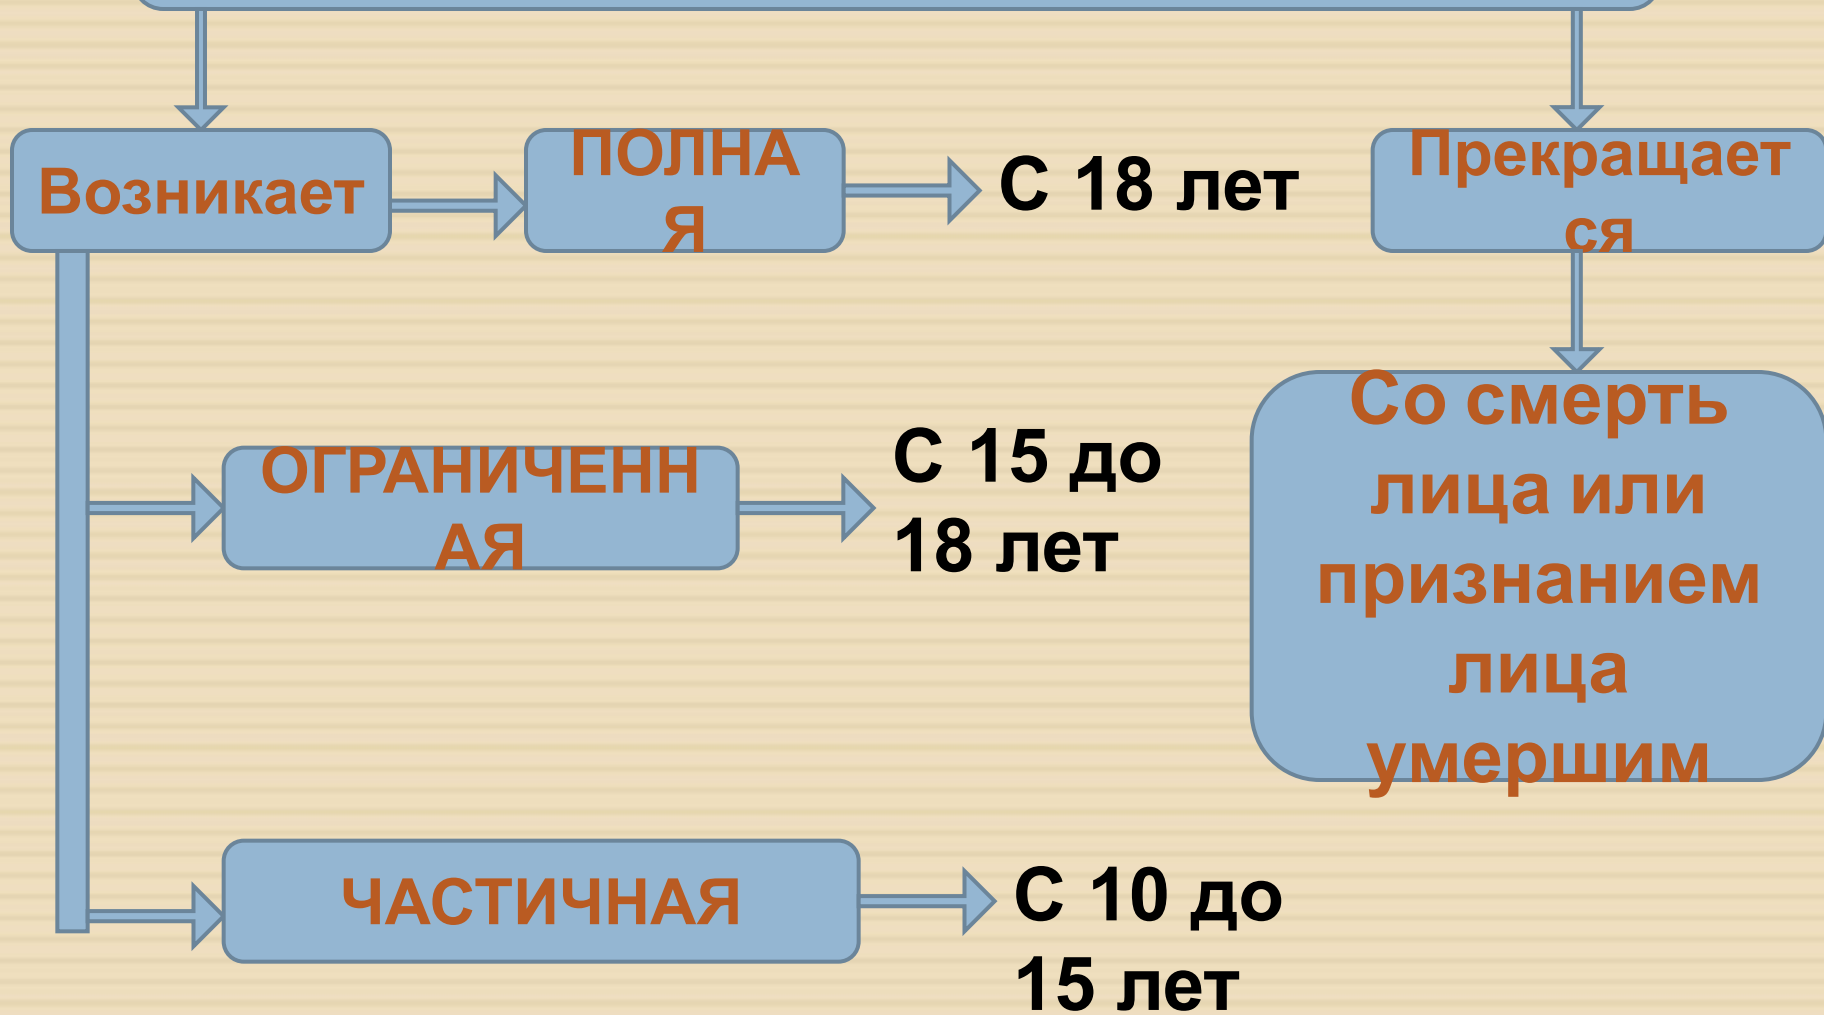 Возникает
ПОЛНА
Я
С 18 лет
Прекращает
ся
ОГРАНИЧЕНН
АЯ
С 15 до
18 лет
Со смерть
лица или
признанием
лица
умершим
ЧАСТИЧНАЯ
С 10 до
15 лет